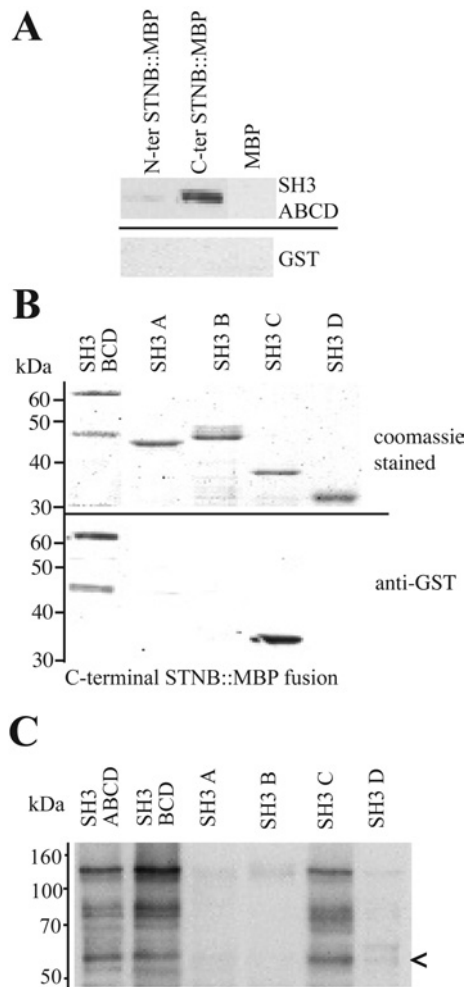 A
N-ter STNB::MBP
C-ter STNB::MBP
MBP
SH3
ABCD
GST
B
kDa
SH3
BCD
SH3 A
SH3 B
SH3 C
SH3 D
60
50
40
30
coomassie
stained
60
50
40
30
anti-GST
C-terminal STNB::MBP fusion
C
kDa
SH3
ABCD
SH3
BCD
SH3 A
SH3 B
SH3 C
SH3 D
160
100
70
50
<